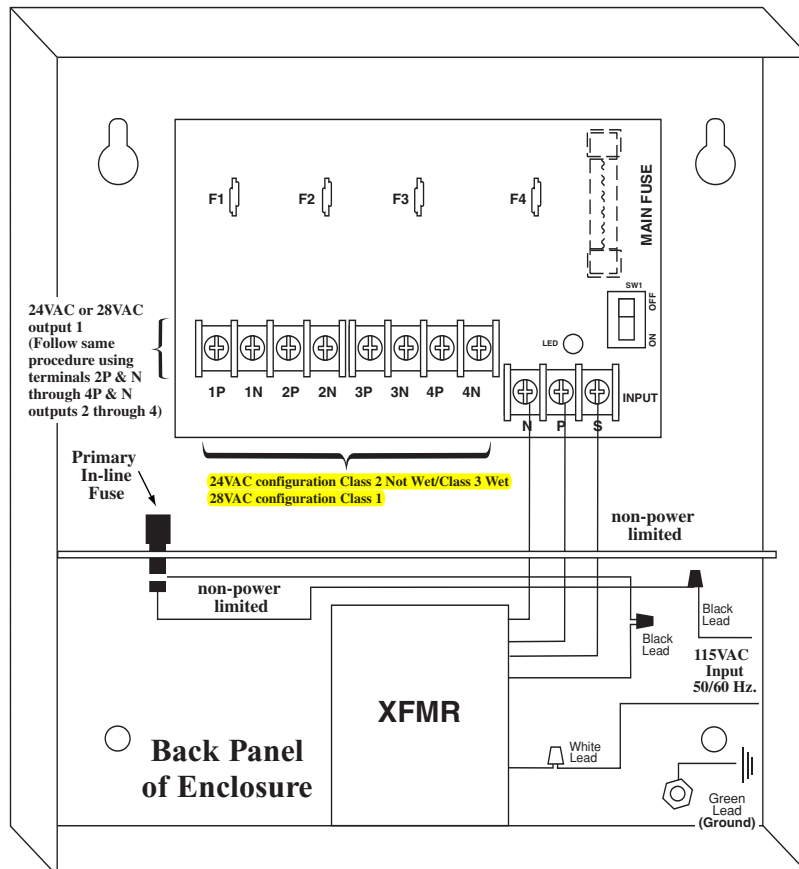 F1
F2
F3
F4
MAIN FUSE
SW1
OFF
ON
LED
24VAC or 28VAC
output 1
(Follow same
procedure using
terminals 2P & N
through 4P & N
outputs 2 through 4)
1P 1N 2P 2N 3P 3N 4P 4N
INPUT
N P S
24VAC configuration Class 2 Not Wet/Class 3 Wet
28VAC configuration Class 1
Primary
In-line
Fuse
non-power
limited
non-power
limited
Black
Lead
Black
Lead
115VAC
Input
50/60 Hz.
XFMR
White
Lead
Back Panel
of Enclosure
Green
Lead
(Ground)